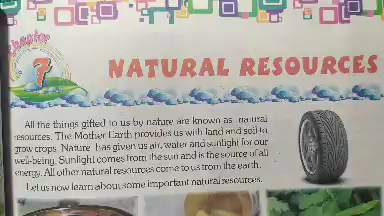 Chapter
7
NATURAL RESOURCES
All the things gifted to us by nature are known as natural
resources. The Mother Earth provides us with land and soil to
grow crops. Nature has given us air, water and sunlight for our
well-being. Sunlight comes from the sun and is the source of all
energy. All other natural resources come to us from the earth.
Let us now learn about some important natural resources.